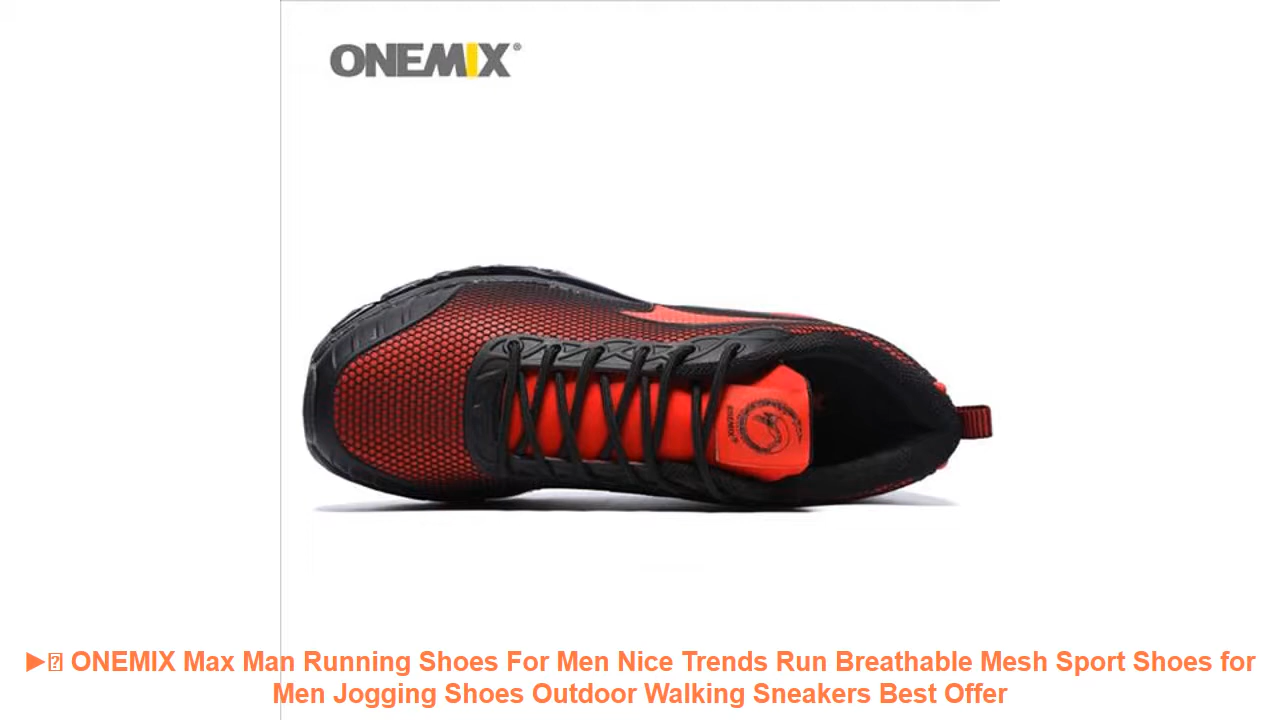 ONEMIX®
ONEMIX®
►⍰ ONEMIX Max Man Running Shoes For Men Nice Trends Run Breathable Mesh Sport Shoes for
Men Jogging Shoes Outdoor Walking Sneakers Best Offer